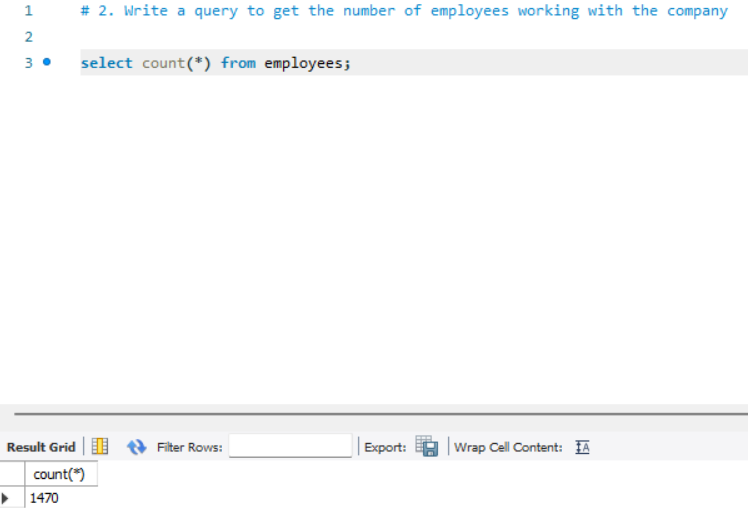 1 # 2. Write a query to get the number of employees working with the company
2
3 select count(*) from employees;
Result Grid Filter Rows: Export: Wrap Cell Content: IA
count(*)
1470